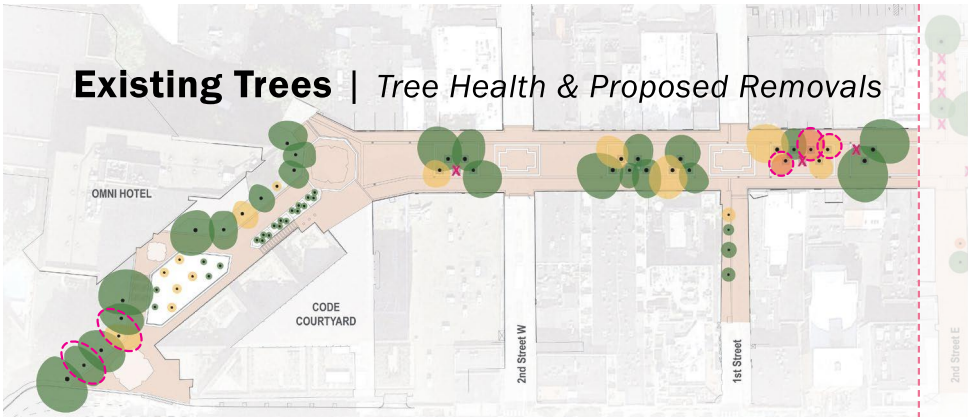 Existing Trees | Tree Health & Proposed Removals
OMNI HOTEL
CODE
COURTYARD
2nd Street W
1st Street
2nd Street E